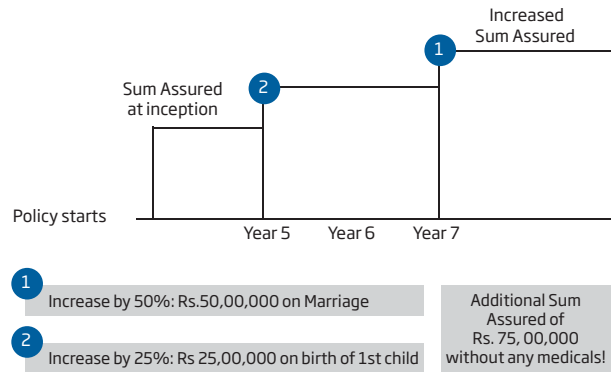 Increased
Sum Assured
1
Sum Assured
at inception
2
Policy starts
Year 5 Year 6 Year 7
1
Increase by 50%: Rs.50,00,000 on Marriage
2
Increase by 25%: Rs 25,00,000 on birth of 1st child
Additional Sum
Assured of
Rs. 75, 00,000
without any medicals!